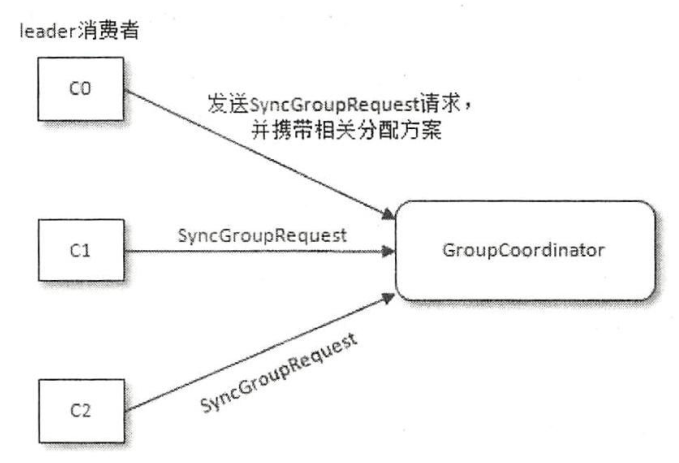 leader消费者
C0
发送SyncGroupRequest请求，
并携带相关分配方案
C1
SyncGroupRequest
GroupCoordinator
SyncGroupRequest
C2